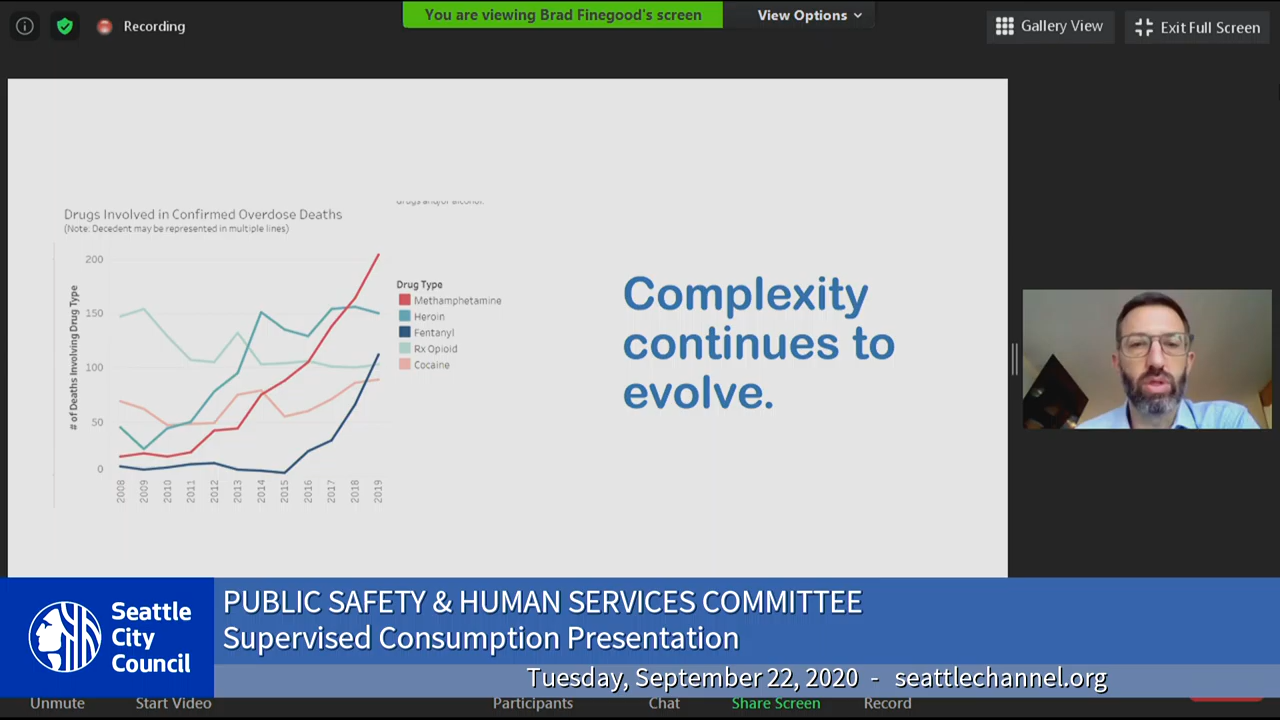 You are viewing Brad Finegood's screen
View Options
Recording
Gallery View
Exit Full Screen
drugs and/or alcohol.
Drugs Involved in Confirmed Overdose Deaths
(Note: Decedent may be represented in multiple lines)
# of Deaths Involving Drug Type
200
150
100
50
0
2008 2009 2010 2011 2012 2013 2014 2015 2016 2017 2018 2019
Drug Type
Methamphetamine
Heroin
Fentanyl
Rx Opioid
Cocaine
Complexity
continues to
evolve.
Seattle
City
Council
PUBLIC SAFETY & HUMAN SERVICES COMMITTEE
Supervised Consumption Presentation
Tuesday, September 22, 2020 - seattlechannel.org
Unmute
Start Video
Participants
Chat
Share Screen
Record